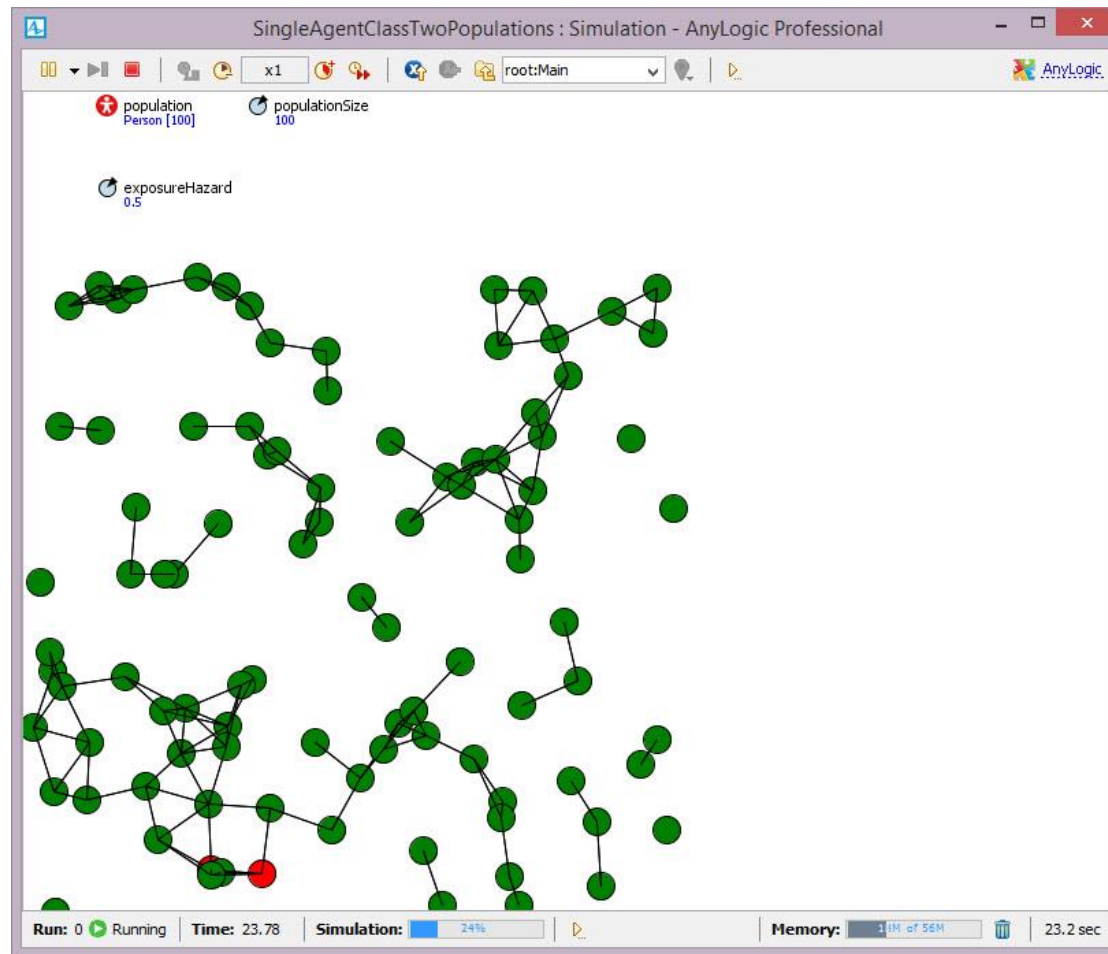 SingleAgentClassTwoPopulations : Simulation - AnyLogic Professional
x1 root:Main AnyLogic
population populationSize
Person [100] 100
exposureHazard
0.5
Run: 0 Running Time: 23.78 Simulation: 24% Memory: of 56M 23.2 sec